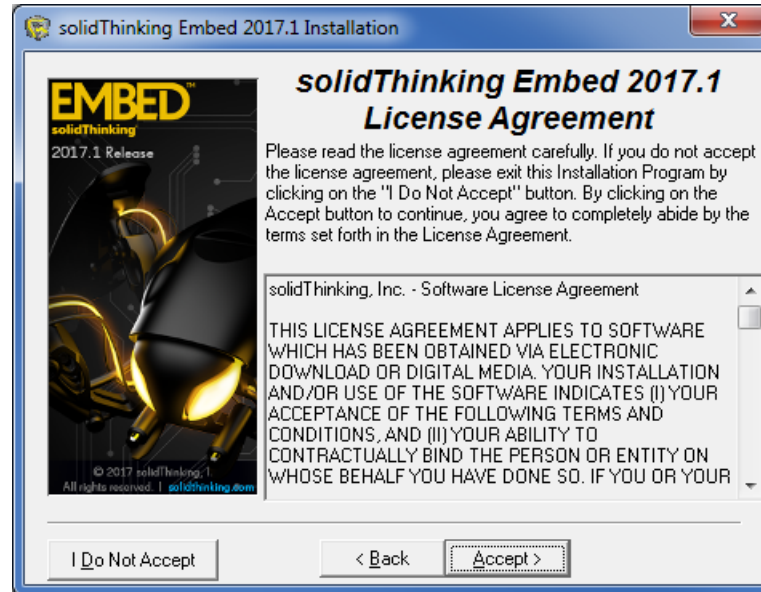 solidThinking Embed 2017.1 Installation
EMBED™
solidThinking
2017.1 Release
© 2017 solidThinking, I.
All rights reserved. | solidthinking.com
solidThinking Embed 2017.1
License Agreement
Please read the license agreement carefully. If you do not accept
the license agreement, please exit this Installation Program by
clicking on the "I Do Not Accept" button. By clicking on the
Accept button to continue, you agree to completely abide by the
terms set forth in the License Agreement.
solidThinking, Inc. - Software License Agreement
THIS LICENSE AGREEMENT APPLIES TO SOFTWARE
WHICH HAS BEEN OBTAINED VIA ELECTRONIC
DOWNLOAD OR DIGITAL MEDIA. YOUR INSTALLATION
AND/OR USE OF THE SOFTWARE INDICATES (I) YOUR
ACCEPTANCE OF THE FOLLOWING TERMS AND
CONDITIONS, AND (II) YOUR ABILITY TO
CONTRACTUALLY BIND THE PERSON OR ENTITY ON
WHOSE BEHALF YOU HAVE DONE SO. IF YOU OR YOUR
I Do Not Accept
< Back
Accept >